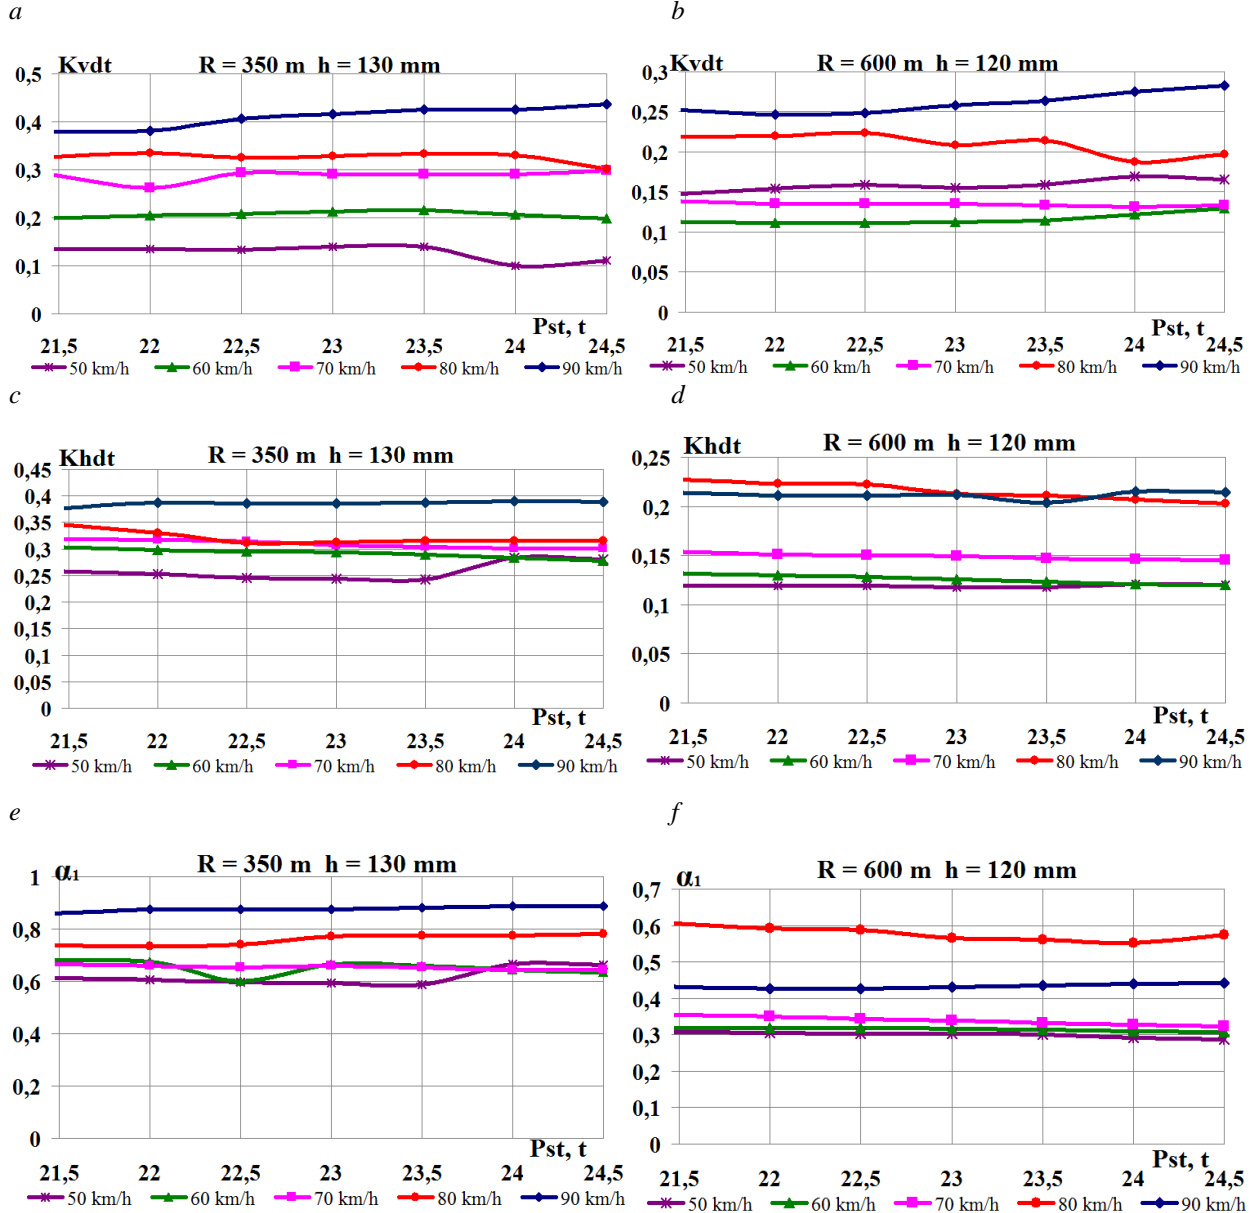 a
Kvdt R = 350 m h = 130 mm
0,5
0,4
0,3
0,2
0,1
0
Pst, t
21,5 22 22,5 23 23,5 24 24,5
50 km/h 60 km/h 70 km/h 80 km/h 90 km/h
b
Kvdt R = 600 m h = 120 mm
0,3
0,25
0,2
0,15
0,1
0,05
0
Pst, t
21,5 22 22,5 23 23,5 24 24,5
50 km/h 60 km/h 70 km/h 80 km/h 90 km/h
c
Khdt R = 350 m h = 130 mm
0,45
0,4
0,35
0,3
0,25
0,2
0,15
0,1
0,05
0
Pst, t
21,5 22 22,5 23 23,5 24 24,5
50 km/h 60 km/h 70 km/h 80 km/h 90 km/h
d
Khdt R = 600 m h = 120 mm
0,25
0,2
0,15
0,1
0,05
0
Pst, t
21,5 22 22,5 23 23,5 24 24,5
50 km/h 60 km/h 70 km/h 80 km/h 90 km/h
e
α₁ R = 350 m h = 130 mm
1
0,8
0,6
0,4
0,2
0
Pst, t
21,5 22 22,5 23 23,5 24 24,5
50 km/h 60 km/h 70 km/h 80 km/h 90 km/h
f
α₁ R = 600 m h = 120 mm
0,7
0,6
0,5
0,4
0,3
0,2
0,1
0
Pst, t
21,5 22 22,5 23 23,5 24 24,5
50 km/h 60 km/h 70 km/h 80 km/h 90 km/h